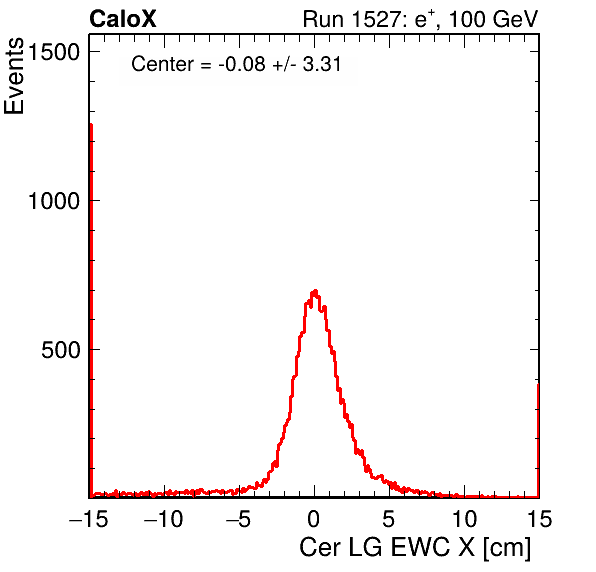 CaloX
Run 1527: e⁺, 100 GeV
Events
Center = -0.08 +/- 3.31
1500
1000
500
−15 −10 −5 0 5 10 15
Cer LG EWC X [cm]